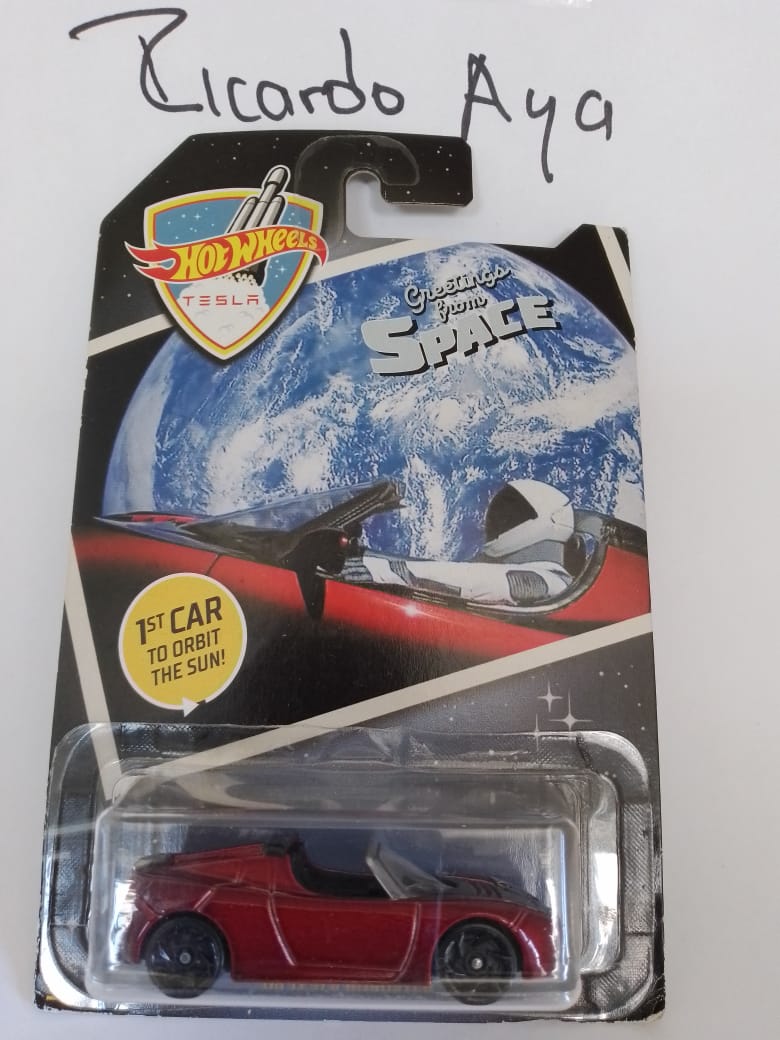 Ricardo Aya
HOT WHEELS
TESLA
Greetings
from
SPACE
1ST CAR
TO ORBIT
THE SUN!